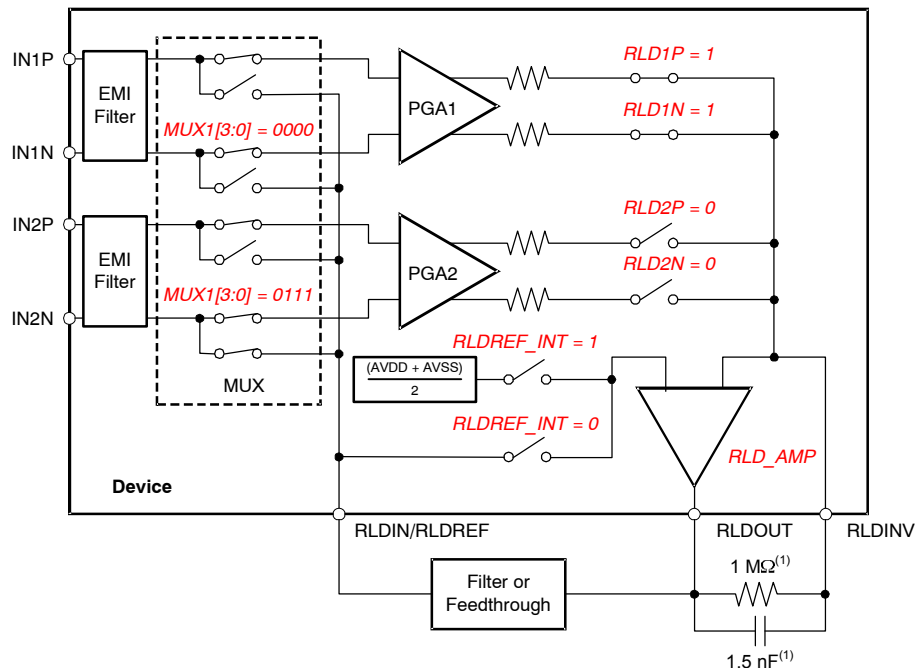 IN1P
EMI
Filter
IN1N
MUX1[3:0] = 0000
PGA1
RLD1P = 1
RLD1N = 1
IN2P
EMI
Filter
IN2N
MUX1[3:0] = 0111
PGA2
RLD2P = 0
RLD2N = 0
MUX
(AVDD + AVSS)
2
RLDREF_INT = 1
RLDREF_INT = 0
RLD_AMP
Device
RLDIN/RLDREF
RLDOUT
RLDINV
Filter or
Feedthrough
1 MΩ(1)
1.5 nF(1)